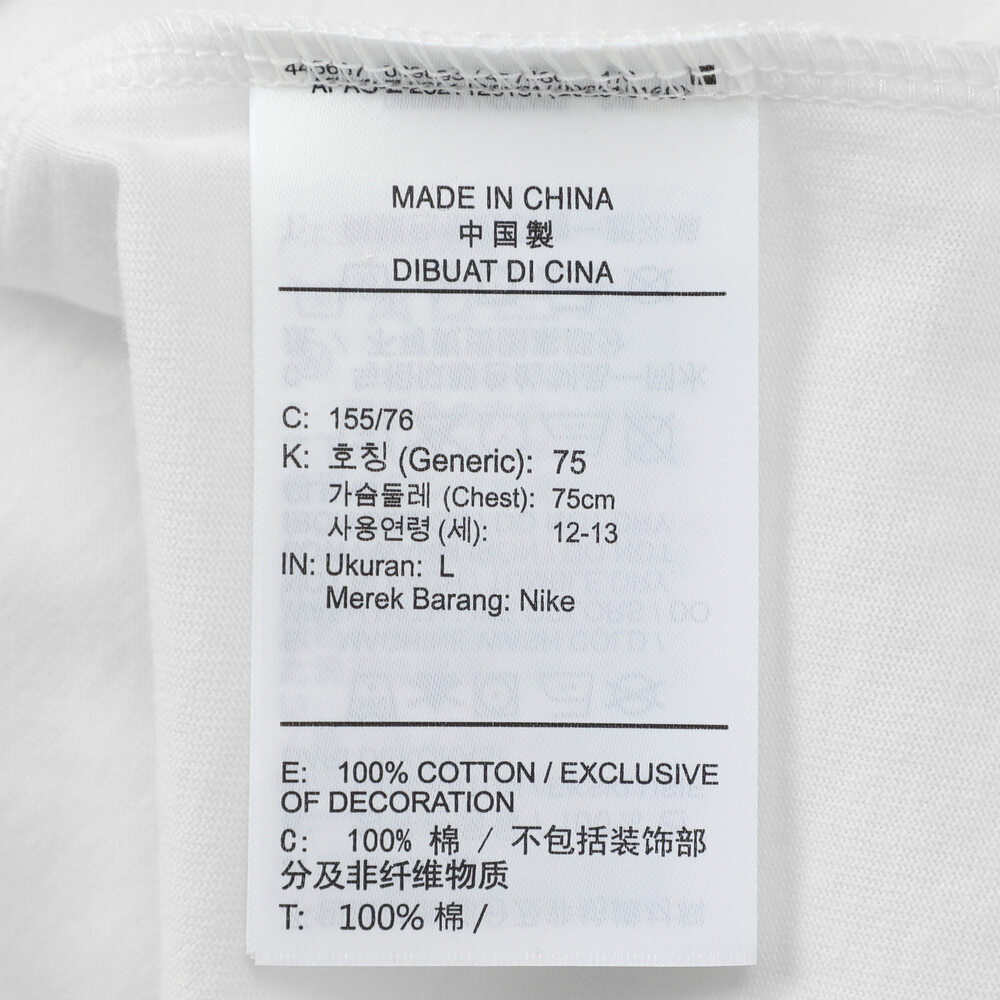 MADE IN CHINA
中国製
DIBUAT DI CINA
C: 155/76
K: 호칭 (Generic): 75
가슴둘레 (Chest): 75cm
사용연령 (세): 12-13
IN: Ukuran: L
Merek Barang: Nike
E: 100% COTTON / EXCLUSIVE
OF DECORATION
C: 100% 棉 / 不包括装饰部
分及非纤维物质
T: 100% 棉 /